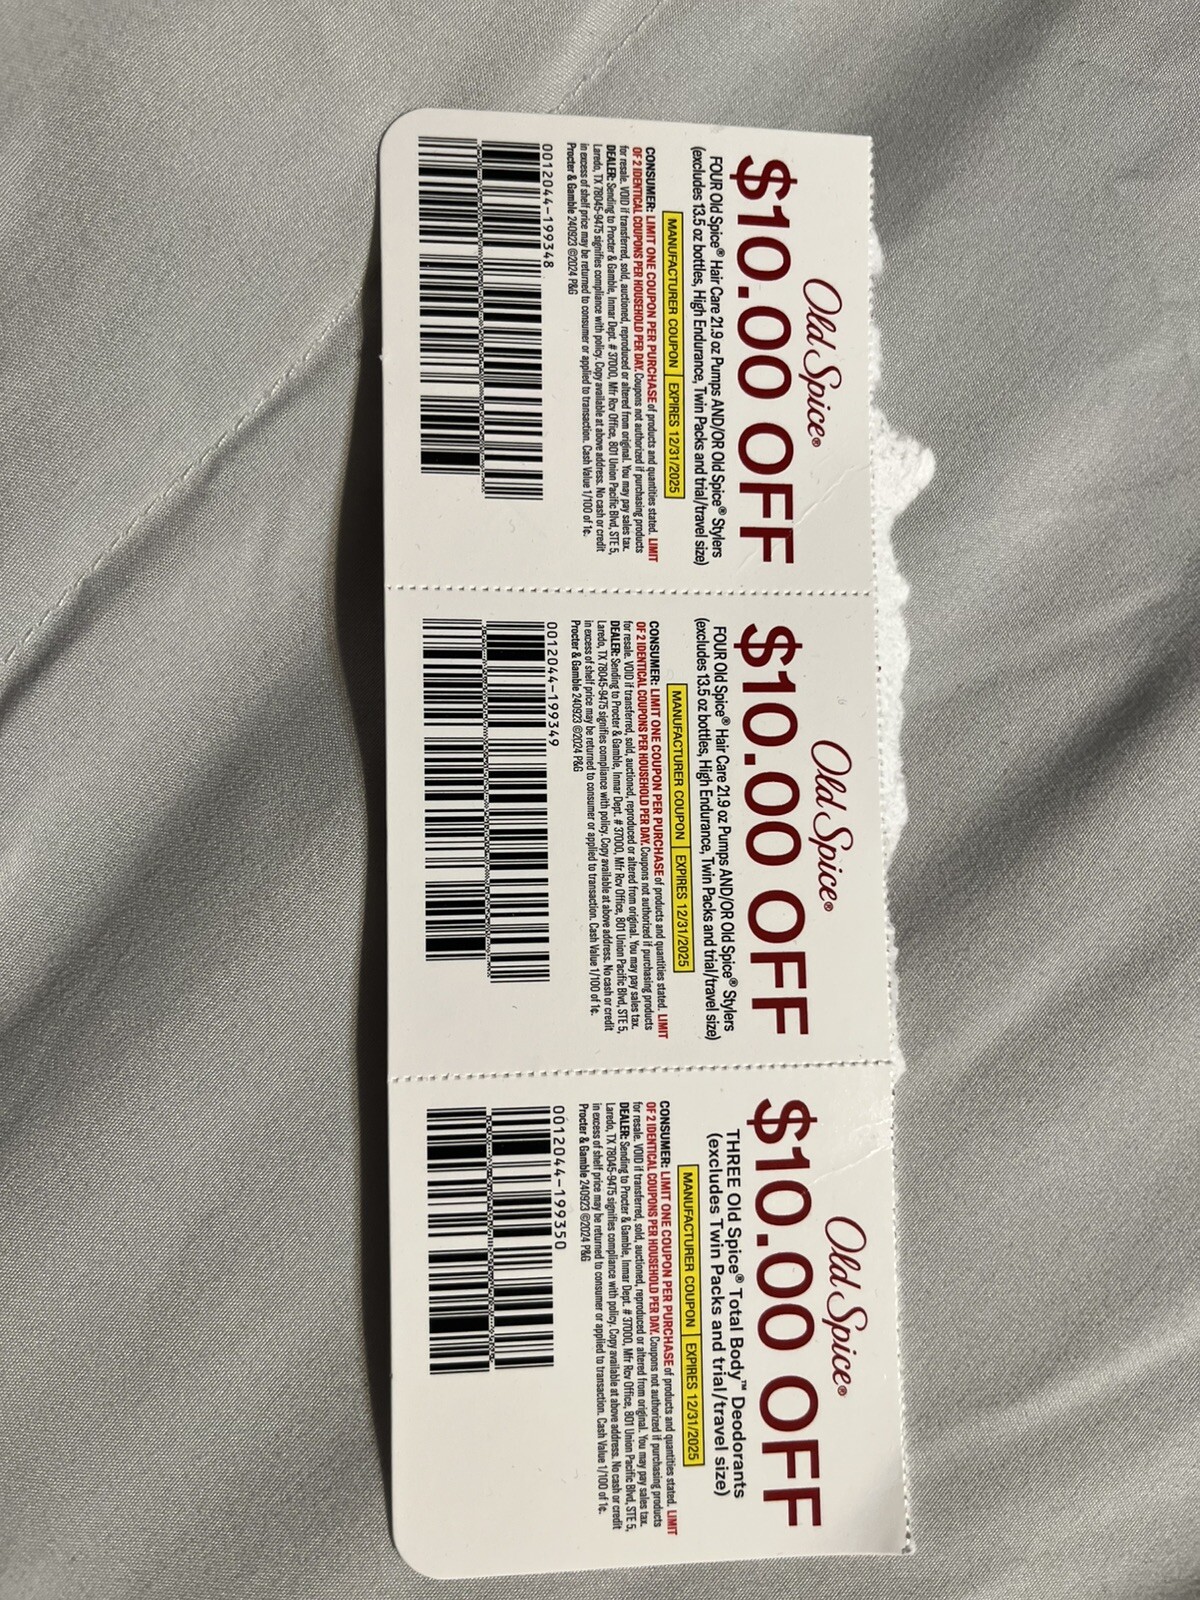 Old Spice®
$10.00 OFF
FOUR Old Spice® Hair Care 21.9 oz Pumps AND/OR Old Spice® Stylers
(excludes 13.5 oz bottles, High Endurance, Twin Packs and trial/travel size)
MANUFACTURER COUPON EXPIRES 12/31/2025
CONSUMER: LIMIT ONE COUPON PER PURCHASE of products and quantities stated. LIMIT
OF 2 IDENTICAL COUPONS PER HOUSEHOLD PER DAY. Coupons not authorized if purchasing products
for resale. VOID if transferred, sold, auctioned, reproduced or altered from original. You may pay sales tax.
DEALER: Sending to Procter & Gamble, Inmar Dept. # 37000, Mfr Rcv Office, 801 Union Pacific Blvd, STE 5,
Laredo, TX 78045-9475 signifies compliance with policy. Copy available at above address. No cash or credit
in excess of shelf price may be returned to consumer or applied to transaction. Cash Value 1/100 of 1¢.
Procter & Gamble 240923 ©2024 P&G
0012044-199348
Old Spice®
$10.00 OFF
FOUR Old Spice® Hair Care 21.9 oz Pumps AND/OR Old Spice® Stylers
(excludes 13.5 oz bottles, High Endurance, Twin Packs and trial/travel size)
MANUFACTURER COUPON EXPIRES 12/31/2025
CONSUMER: LIMIT ONE COUPON PER PURCHASE of products and quantities stated. LIMIT
OF 2 IDENTICAL COUPONS PER HOUSEHOLD PER DAY. Coupons not authorized if purchasing products
for resale. VOID if transferred, sold, auctioned, reproduced or altered from original. You may pay sales tax.
DEALER: Sending to Procter & Gamble, Inmar Dept. # 37000, Mfr Rcv Office, 801 Union Pacific Blvd, STE 5,
Laredo, TX 78045-9475 signifies compliance with policy. Copy available at above address. No cash or credit
in excess of shelf price may be returned to consumer or applied to transaction. Cash Value 1/100 of 1¢.
Procter & Gamble 240923 ©2024 P&G
0012044-199349
Old Spice®
$10.00 OFF
THREE Old Spice® Total Body™ Deodorants
(excludes Twin Packs and trial/travel size)
MANUFACTURER COUPON EXPIRES 12/31/2025
CONSUMER: LIMIT ONE COUPON PER PURCHASE of products and quantities stated. LIMIT
OF 2 IDENTICAL COUPONS PER HOUSEHOLD PER DAY. Coupons not authorized if purchasing products
for resale. VOID if transferred, sold, auctioned, reproduced or altered from original. You may pay sales tax.
DEALER: Sending to Procter & Gamble, Inmar Dept. # 37000, Mfr Rcv Office, 801 Union Pacific Blvd, STE 5,
Laredo, TX 78045-9475 signifies compliance with policy. Copy available at above address. No cash or credit
in excess of shelf price may be returned to consumer or applied to transaction. Cash Value 1/100 of 1¢.
Procter & Gamble 240923 ©2024 P&G
0012044-199350